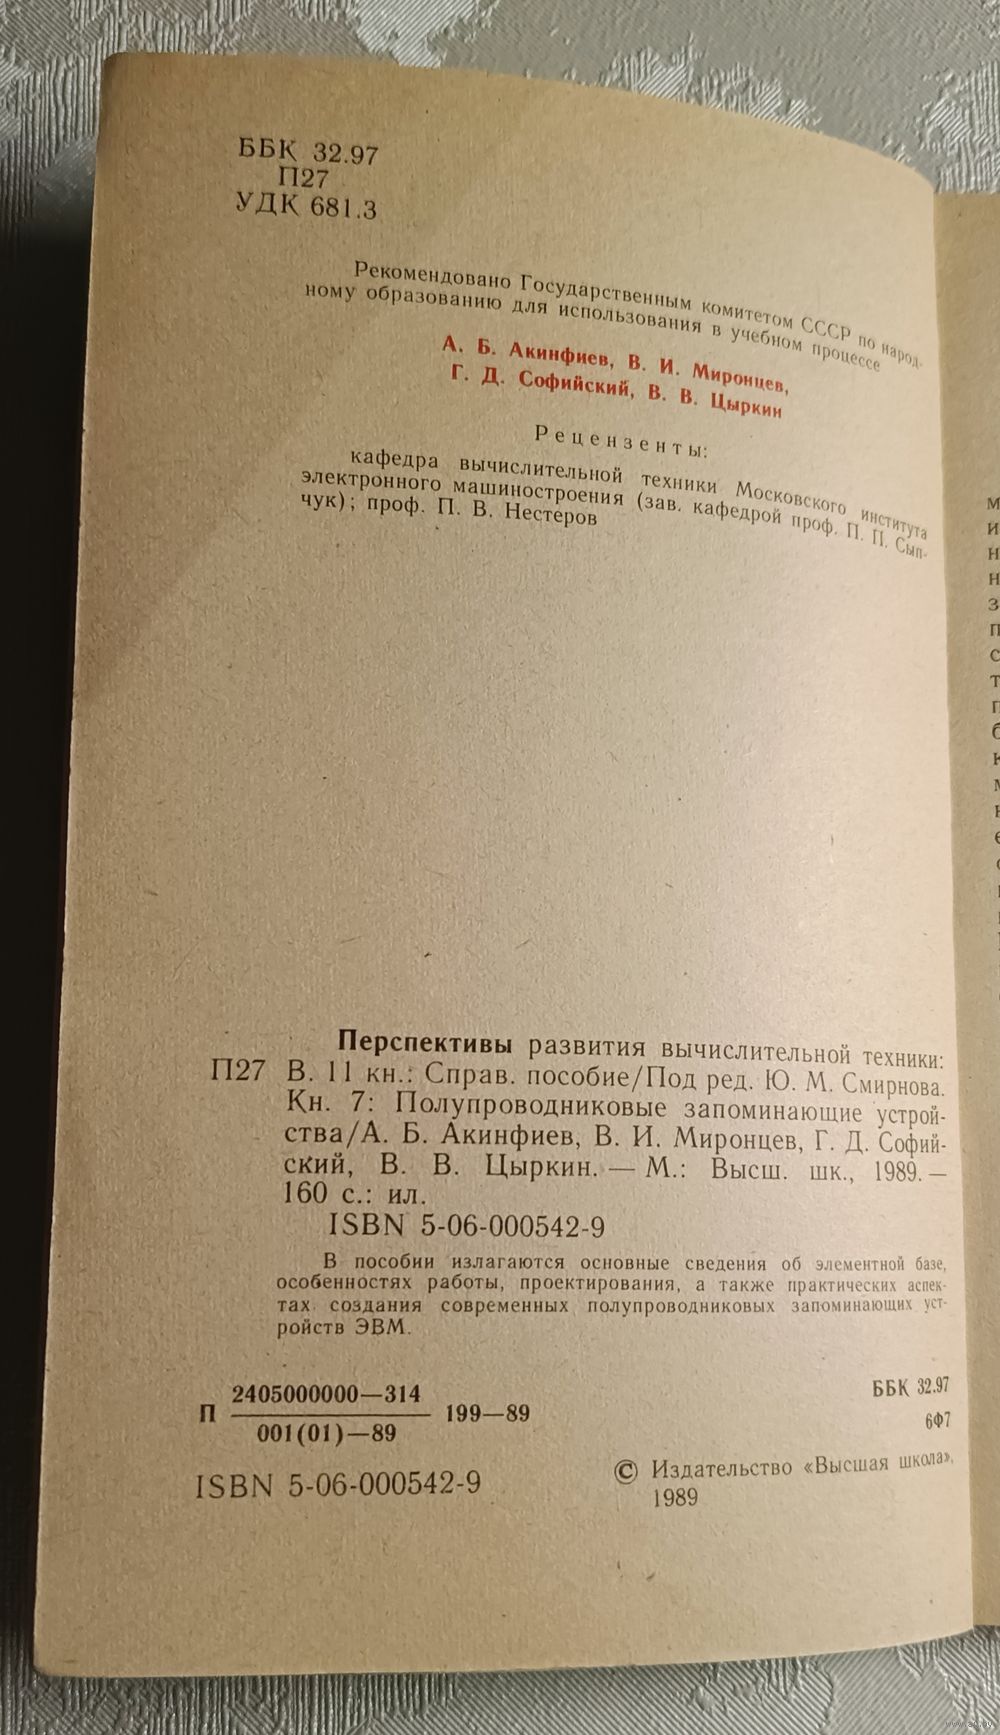 ББК 32.97
П27
УДК 681.3
Рекомендовано Государственным комитетом СССР по народ-
ному образованию для использования в учебном процессе
А. Б. Акинфиев, В. И. Миронцев,
Г. Д. Софийский, В. В. Цыркин
Рецензенты:
кафедра вычислительной техники Московского института
электронного машиностроения (зав. кафедрой проф. П. П. Сып-
чук); проф. П. В. Нестеров
Перспективы развития вычислительной техники:
П27 В. 11 кн.: Справ. пособие/Под ред. Ю. М. Смирнова.
Кн. 7: Полупроводниковые запоминающие устрой-
ства/А. Б. Акинфиев, В. И. Миронцев, Г. Д. Софий-
ский, В. В. Цыркин. — М.: Высш. шк., 1989. —
160 с.: ил.
ISBN 5-06-000542-9
В пособии излагаются основные сведения об элементной базе,
особенностях работы, проектирования, а также практических аспек-
тах создания современных полупроводниковых запоминающих уст-
ройств ЭВМ.
П 2405000000—314
001(01)—89 199—89
ББК 32.97
6Ф7
ISBN 5-06-000542-9
© Издательство «Высшая школа»,
1989